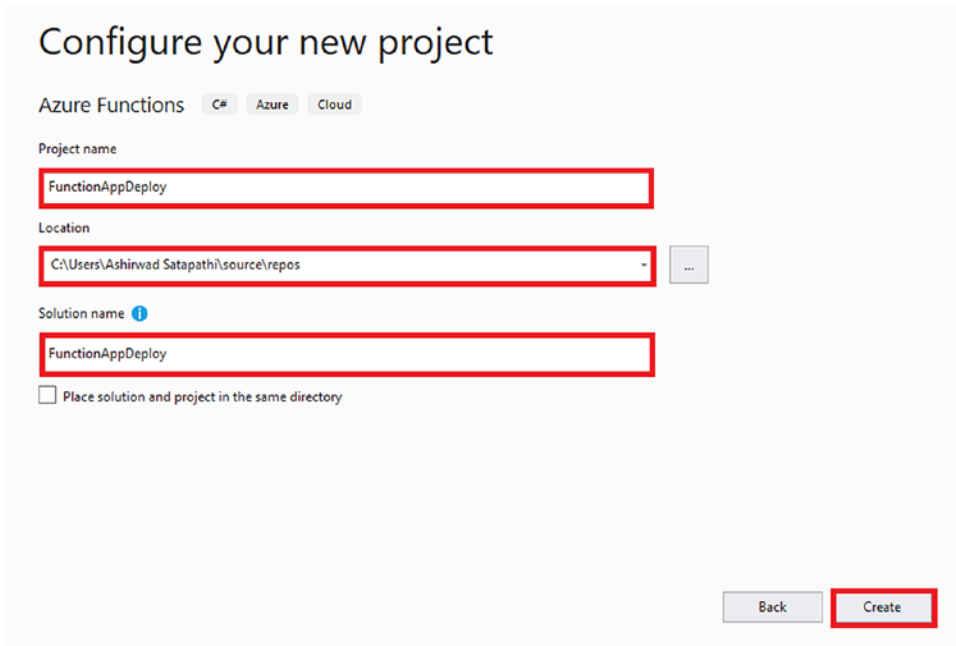 Configure your new project
Azure Functions C# Azure Cloud
Project name
FunctionAppDeploy
Location
C:\Users\Ashirwad Satapathi\source\repos
...
Solution name i
FunctionAppDeploy
Place solution and project in the same directory
Back Create